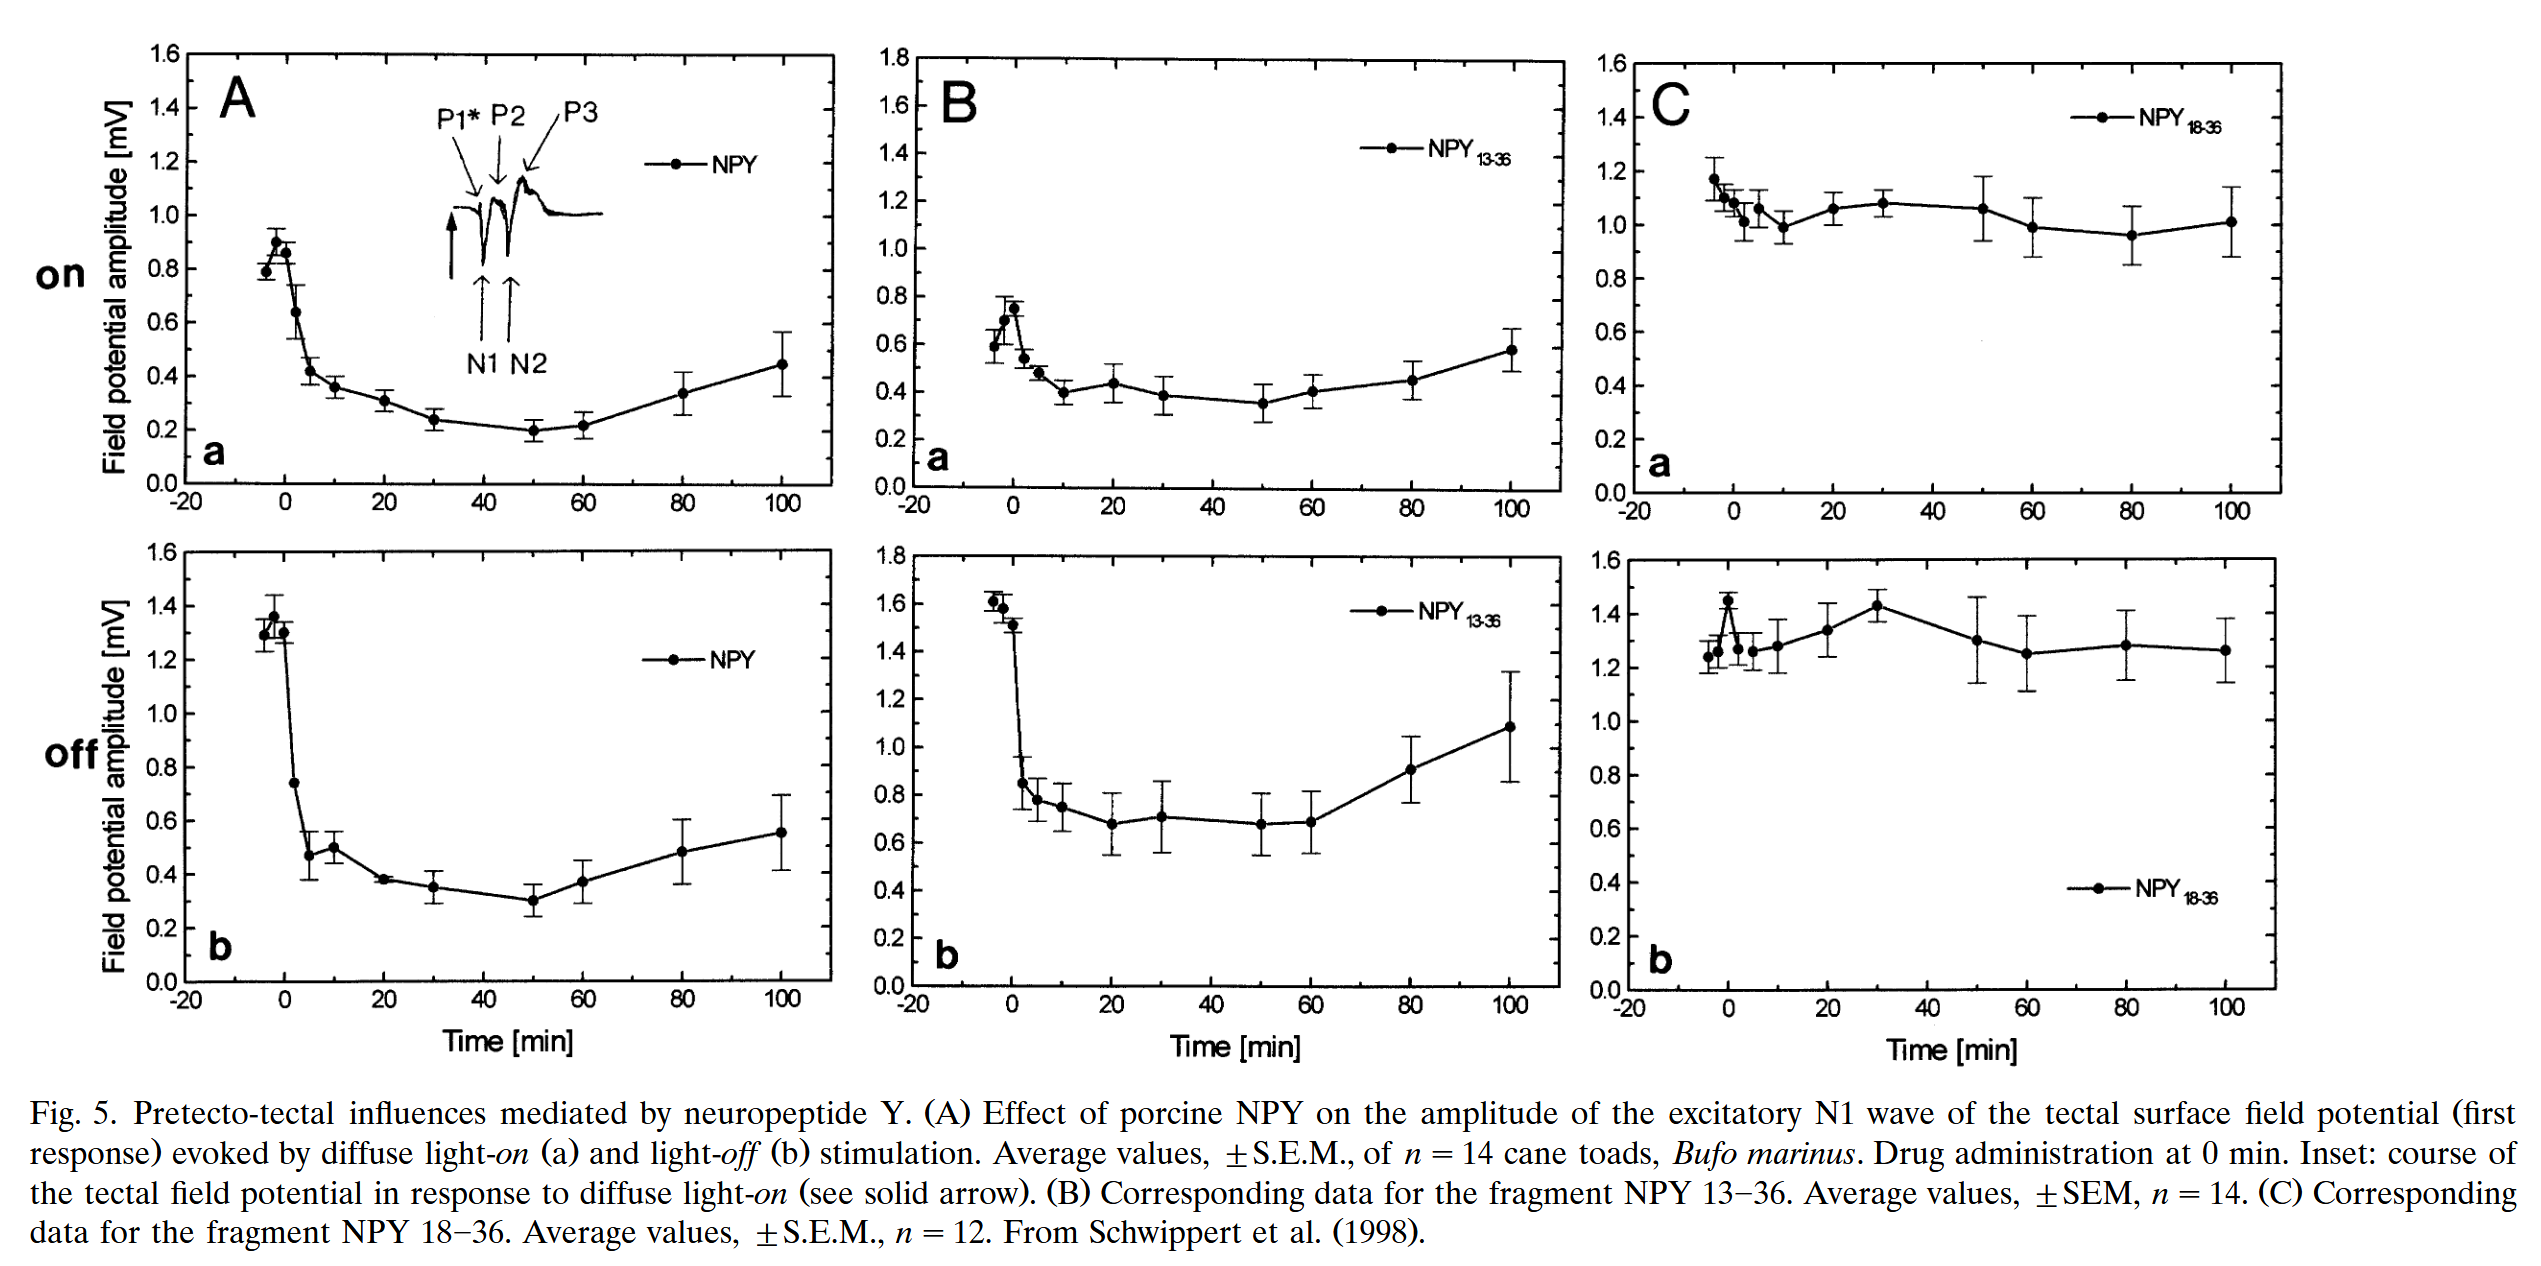 A
on
Field potential amplitude [mV]
1.6
1.4
1.2
1.0
0.8
0.6
0.4
0.2
0.0
P1* P2 P3
N1 N2
NPY
a
-20 0 20 40 60 80 100
B
1.8
1.6
1.4
1.2
1.0
0.8
0.6
0.4
0.2
0.0
NPY 13-36
a
-20 0 20 40 60 80 100
C
1.6
1.4
1.2
1.0
0.8
0.6
0.4
0.2
0.0
NPY 18-36
a
-20 0 20 40 60 80 100
off
Field potential amplitude [mV]
1.6
1.4
1.2
1.0
0.8
0.6
0.4
0.2
0.0
NPY
b
-20 0 20 40 60 80 100
Time [min]
1.8
1.6
1.4
1.2
1.0
0.8
0.6
0.4
0.2
0.0
NPY 13-36
b
-20 0 20 40 60 80 100
Time [min]
1.6
1.4
1.2
1.0
0.8
0.6
0.4
0.2
0.0
NPY 18-36
b
-20 0 20 40 60 80 100
Time [min]
Fig. 5. Pretecto-tectal influences mediated by neuropeptide Y. (A) Effect of porcine NPY on the amplitude of the excitatory N1 wave of the tectal surface field potential (first
response) evoked by diffuse light-on (a) and light-off (b) stimulation. Average values, ±S.E.M., of n = 14 cane toads, Bufo marinus. Drug administration at 0 min. Inset: course of
the tectal field potential in response to diffuse light-on (see solid arrow). (B) Corresponding data for the fragment NPY 13–36. Average values, ±SEM, n = 14. (C) Corresponding
data for the fragment NPY 18–36. Average values, ±S.E.M., n = 12. From Schwippert et al. (1998).